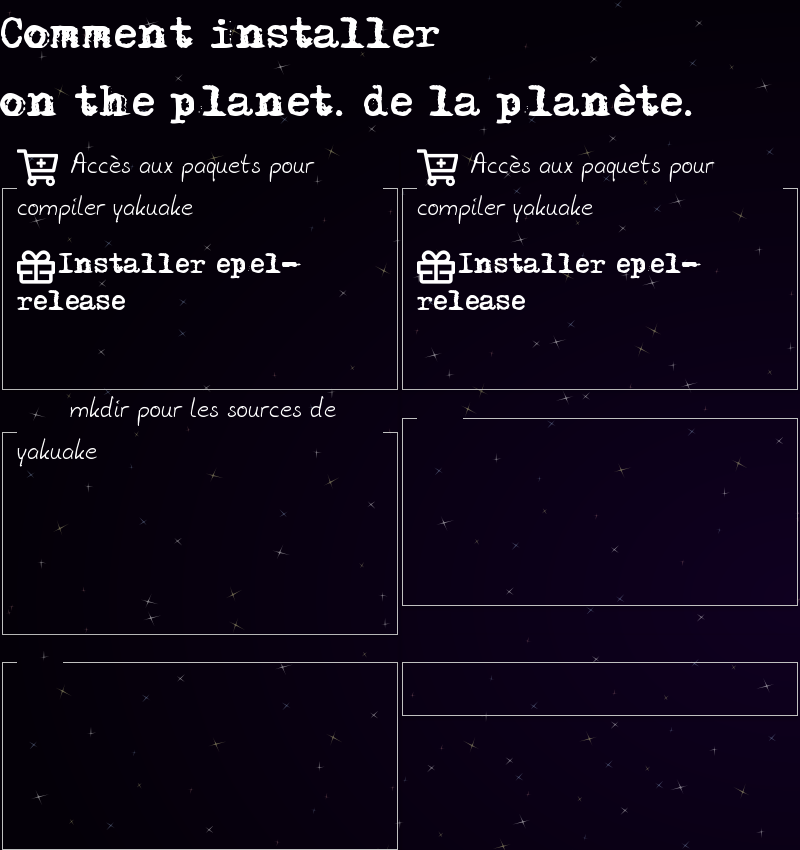 Comment installer
on the planet. de la planète.
Accès aux paquets pour
compiler yakuake
Installer epel-
release
Accès aux paquets pour
compiler yakuake
Installer epel-
release
mkdir pour les sources de
yakuake